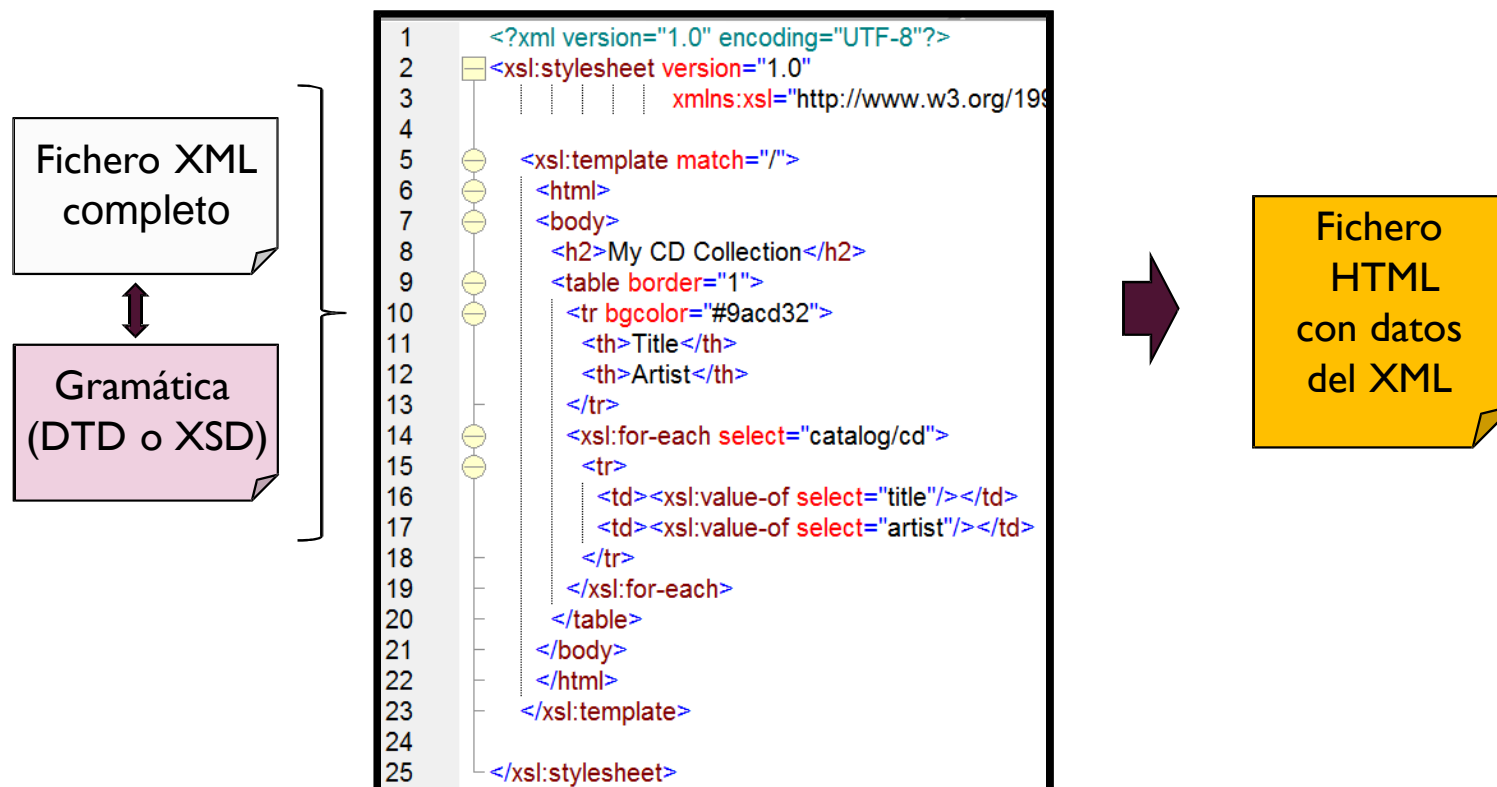 Fichero XML
completo
Gramática
(DTD o XSD)
1 <?xml version="1.0" encoding="UTF-8"?>
2 <xsl:stylesheet version="1.0"
3 xmlns:xsl="http://www.w3.org/199
4
5 <xsl:template match="/">
6 <html>
7 <body>
8 <h2>My CD Collection</h2>
9 <table border="1">
10 <tr bgcolor="#9acd32">
11 <th>Title</th>
12 <th>Artist</th>
13 </tr>
14 <xsl:for-each select="catalog/cd">
15 <tr>
16 <td><xsl:value-of select="title"/></td>
17 <td><xsl:value-of select="artist"/></td>
18 </tr>
19 </xsl:for-each>
20 </table>
21 </body>
22 </html>
23 </xsl:template>
24
25 </xsl:stylesheet>
Fichero
HTML
con datos
del XML